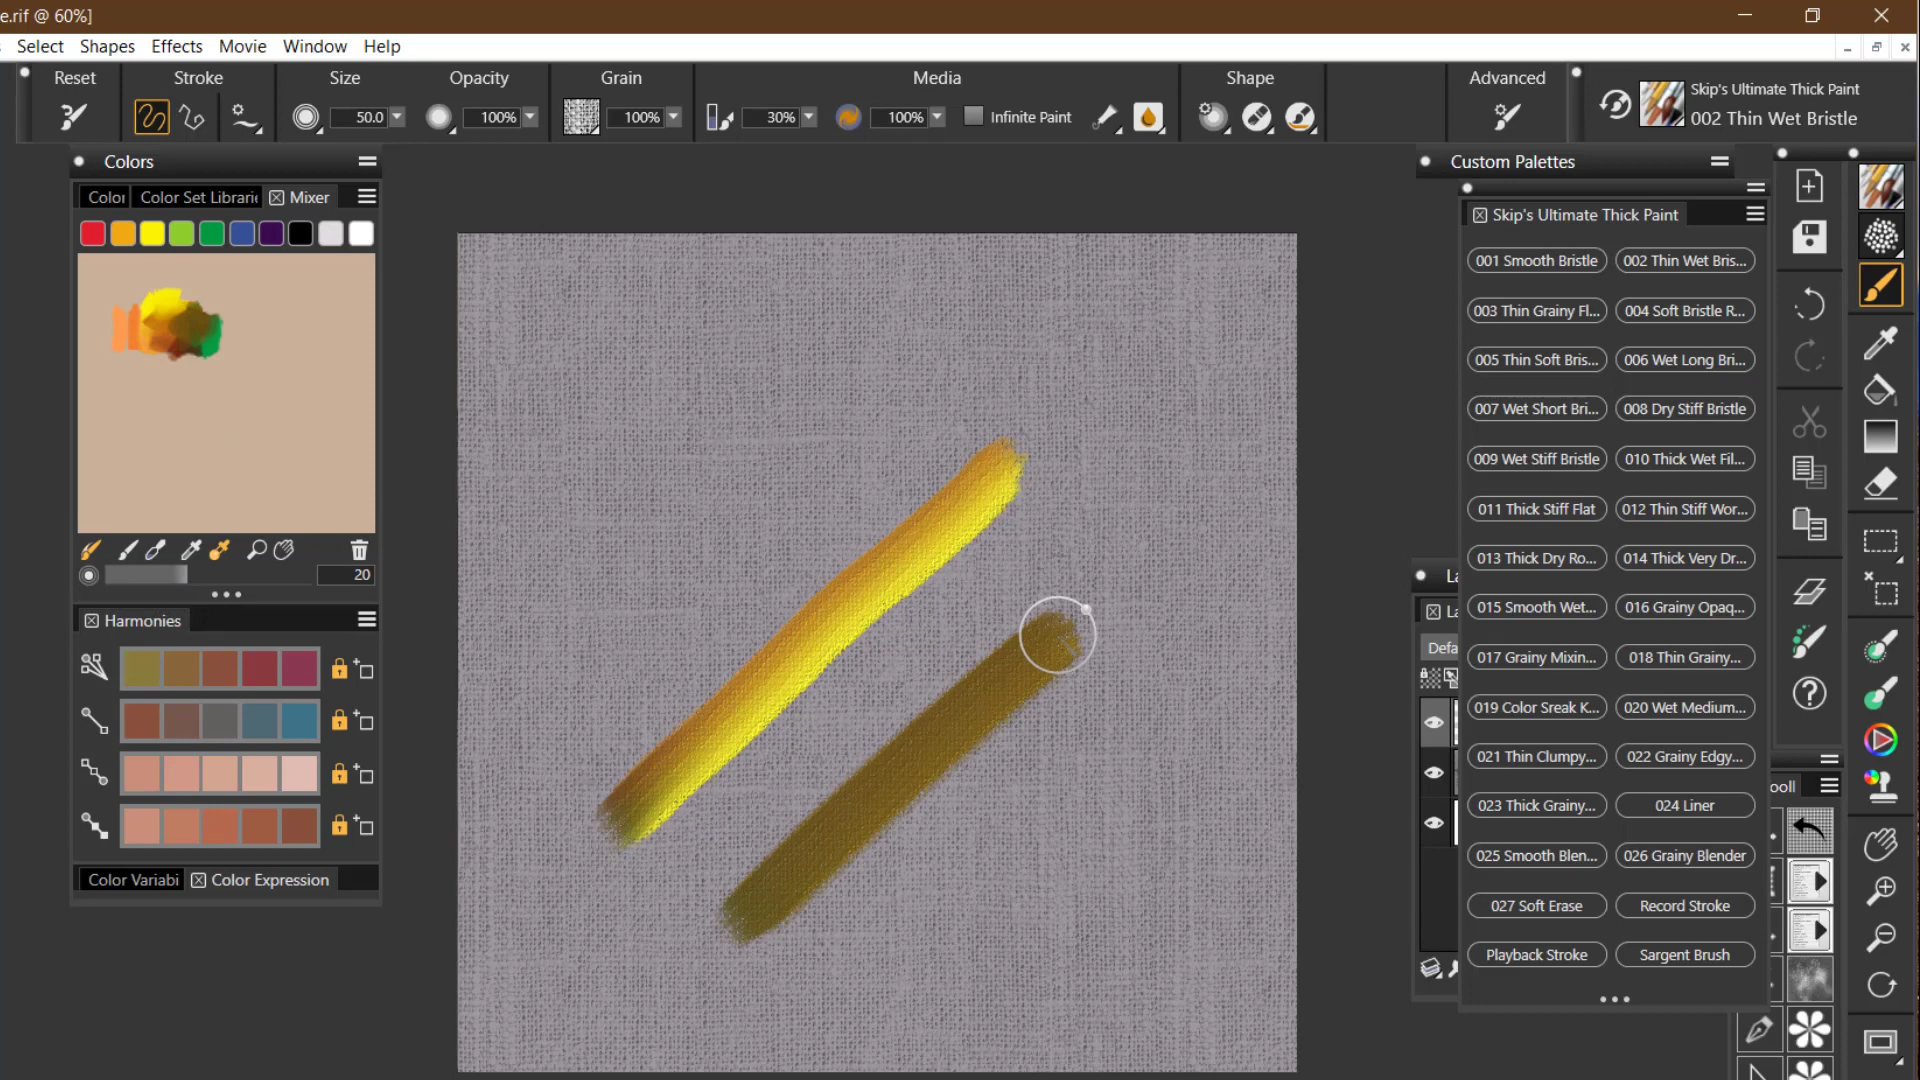 e.rif @ 60%]
Select Shapes Effects Movie Window Help
Reset Stroke Size Opacity Grain Media Shape Advanced
50.0 100% 100% 30% 100% Infinite Paint
Skip's Ultimate Thick Paint
002 Thin Wet Bristle
Colors
Color Color Set Librarie Mixer
20
Harmonies
Color Variabi Color Expression
Custom Palettes
Skip's Ultimate Thick Paint
001 Smooth Bristle 002 Thin Wet Bris...
003 Thin Grainy Fl... 004 Soft Bristle R...
005 Thin Soft Bris... 006 Wet Long Bri...
007 Wet Short Bri... 008 Dry Stiff Bristle
009 Wet Stiff Bristle 010 Thick Wet Fil...
011 Thick Stiff Flat 012 Thin Stiff Wor...
013 Thick Dry Ro... 014 Thick Very Dr...
015 Smooth Wet... 016 Grainy Opaq...
017 Grainy Mixin... 018 Thin Grainy...
019 Color Sreak K... 020 Wet Medium...
021 Thin Clumpy... 022 Grainy Edgy...
023 Thick Grainy... 024 Liner
025 Smooth Blen... 026 Grainy Blender
027 Soft Erase Record Stroke
Playback Stroke Sargent Brush
La
La
Defa
ooll